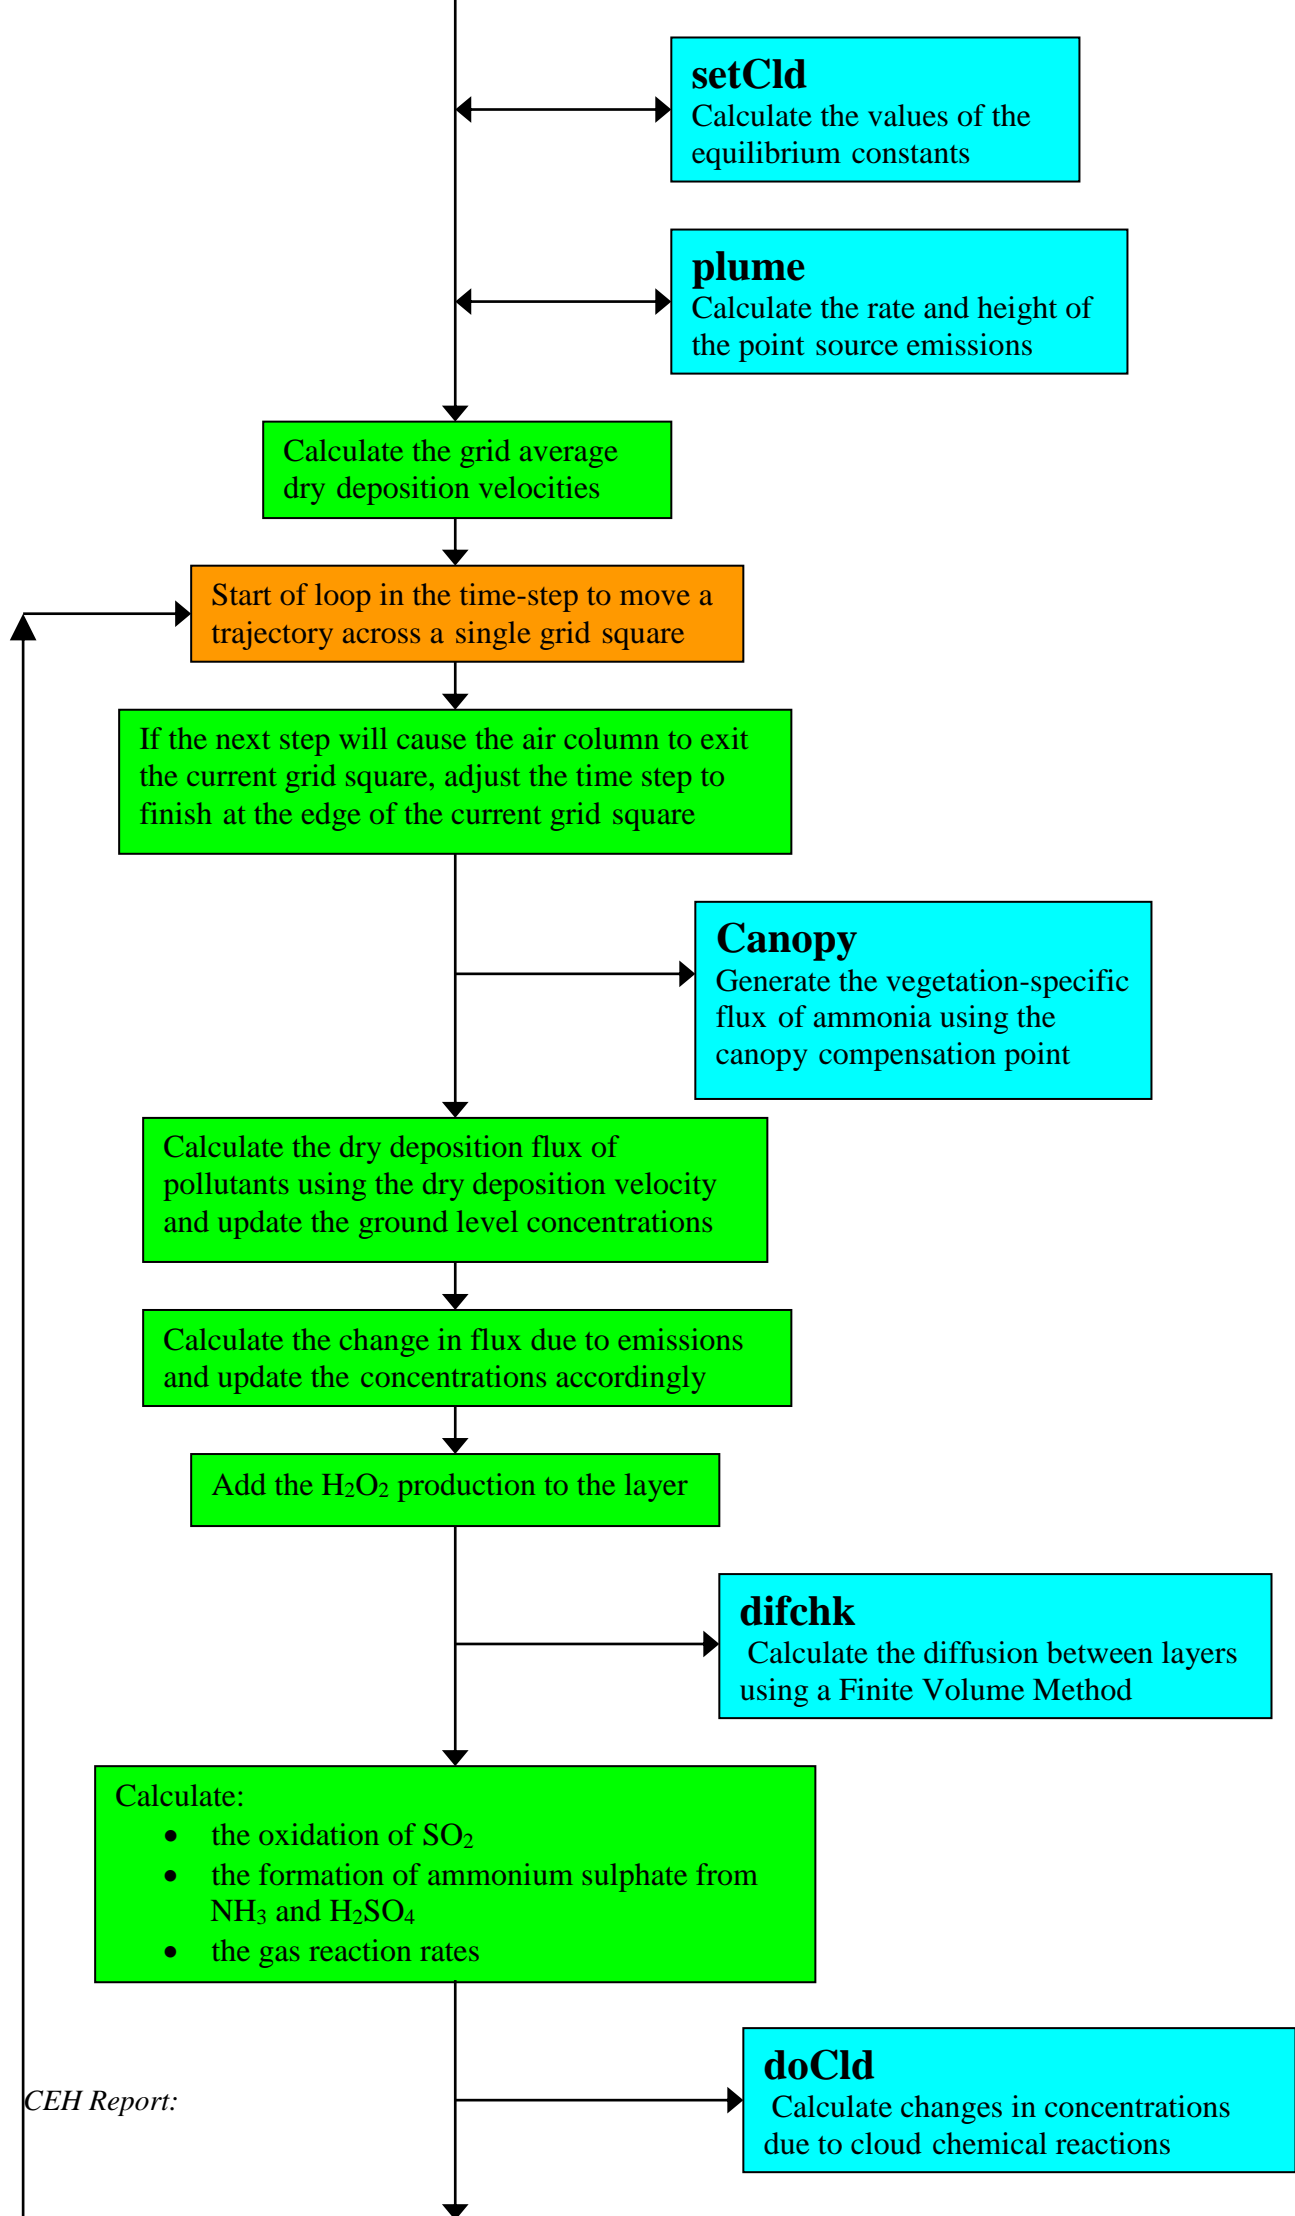 setCld
Calculate the values of the
equilibrium constants
plume
Calculate the rate and height of
the point source emissions
Calculate the grid average
dry deposition velocities
Start of loop in the time-step to move a
trajectory across a single grid square
If the next step will cause the air column to exit
the current grid square, adjust the time step to
finish at the edge of the current grid square
Canopy
Generate the vegetation-specific
flux of ammonia using the
canopy compensation point
Calculate the dry deposition flux of
pollutants using the dry deposition velocity
and update the ground level concentrations
Calculate the change in flux due to emissions
and update the concentrations accordingly
Add the H₂O₂ production to the layer
difchk
Calculate the diffusion between layers
using a Finite Volume Method
Calculate:
• the oxidation of SO₂
• the formation of ammonium sulphate from
NH₃ and H₂SO₄
• the gas reaction rates
doCld
Calculate changes in concentrations
due to cloud chemical reactions
CEH Report: